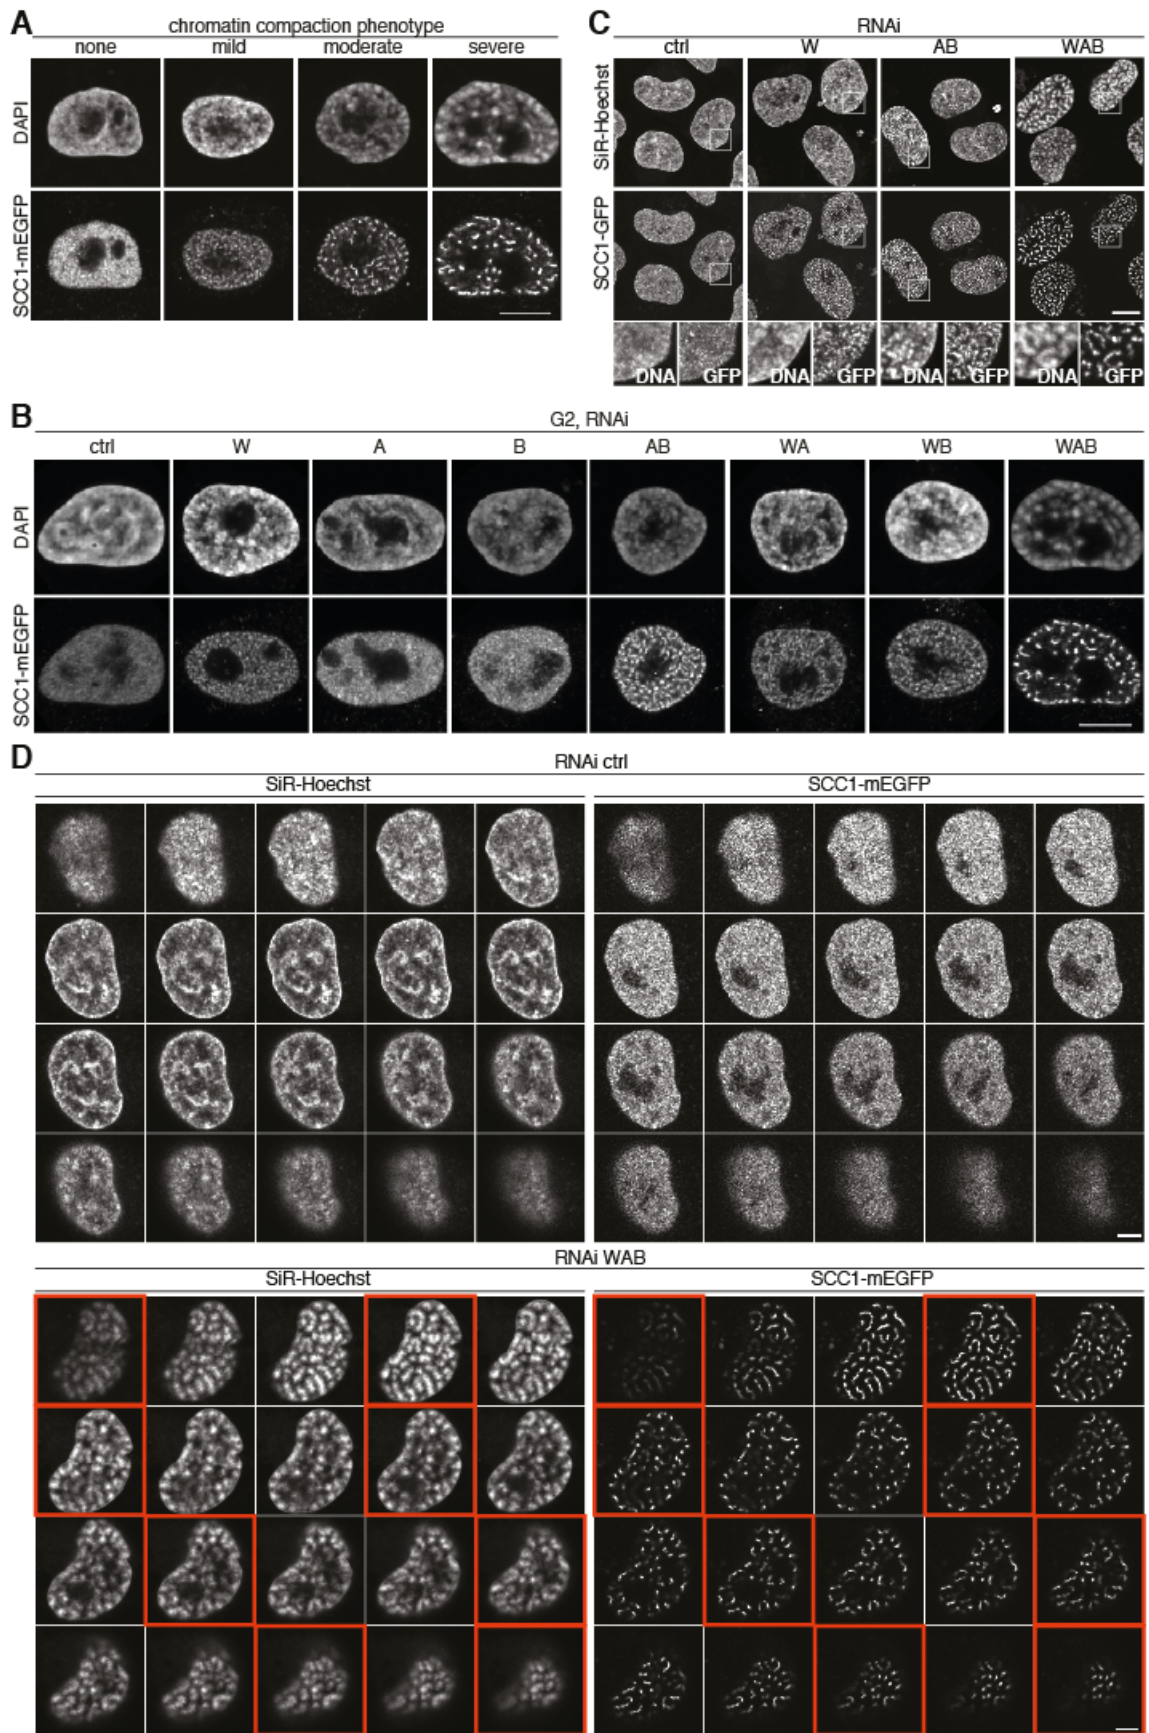 A
chromatin compaction phenotype
none mild moderate severe
DAPI
SCC1-mEGFP
C
RNAi
ctrl W AB WAB
SiR-Hoechst
SCC1-GFP
DNA GFP DNA GFP DNA GFP DNA GFP
B
G2, RNAi
ctrl W A B AB WA WB WAB
DAPI
SCC1-mEGFP
D
RNAi ctrl
SiR-Hoechst SCC1-mEGFP
RNAi WAB
SiR-Hoechst SCC1-mEGFP